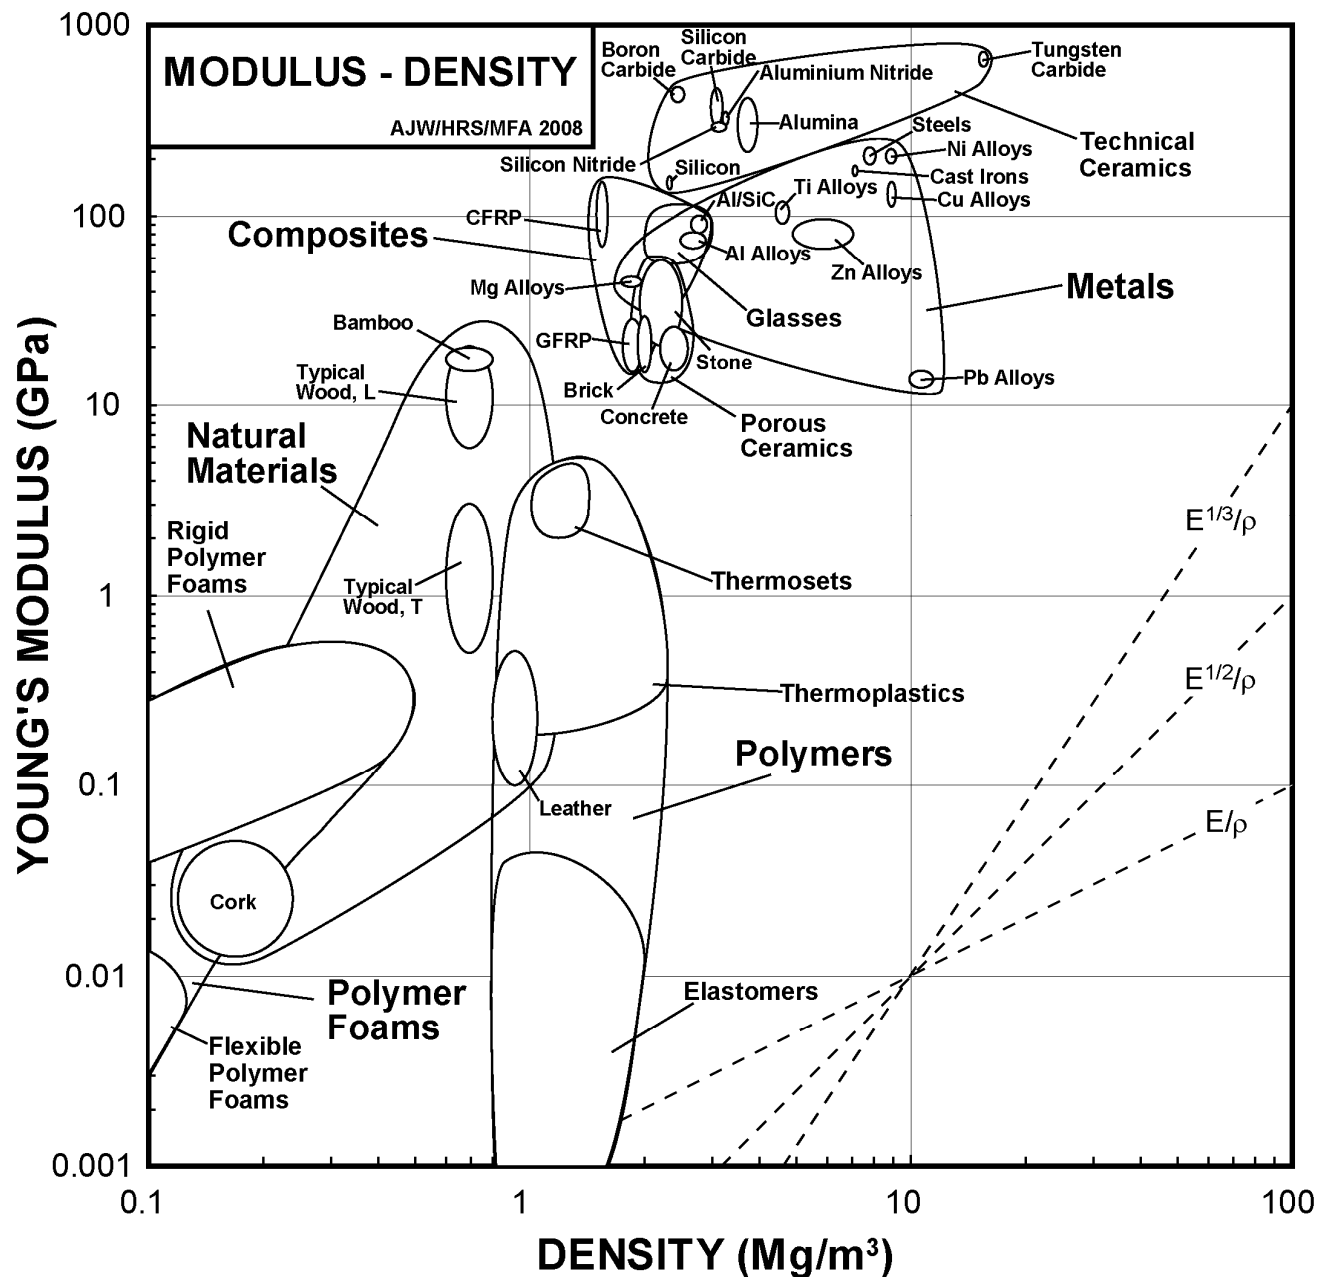 MODULUS - DENSITY
AJW/HRS/MFA 2008
1000
100
10
1
0.1
0.01
0.001
YOUNG'S MODULUS (GPa)
Boron
Carbide
Silicon
Carbide
Aluminium Nitride
Tungsten
Carbide
Alumina
Technical
Ceramics
Steels
Ni Alloys
Silicon Nitride
Silicon
Cast Irons
Ti Alloys
Al/SiC
Cu Alloys
CFRP
Composites
Al Alloys
Zn Alloys
Mg Alloys
Metals
Glasses
Bamboo
GFRP
Stone
Typical
Wood, L
Brick
Pb Alloys
Concrete
Porous
Ceramics
Natural
Materials
Rigid
Polymer
Foams
E1/3/ρ
Typical
Wood, T
Thermosets
E1/2/ρ
Thermoplastics
Polymers
Leather
E/ρ
Cork
Elastomers
Polymer
Foams
Flexible
Polymer
Foams
0.1
1
10
100
DENSITY (Mg/m³)